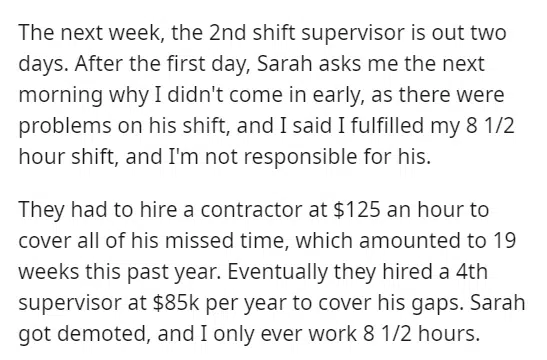 The next week, the 2nd shift supervisor is out two
days. After the first day, Sarah asks me the next
morning why I didn't come in early, as there were
problems on his shift, and I said I fulfilled my 8 1/2
hour shift, and I'm not responsible for his.
They had to hire a contractor at $125 an hour to
cover all of his missed time, which amounted to 19
weeks this past year. Eventually they hired a 4th
supervisor at $85k per year to cover his gaps. Sarah
got demoted, and I only ever work 8 1/2 hours.